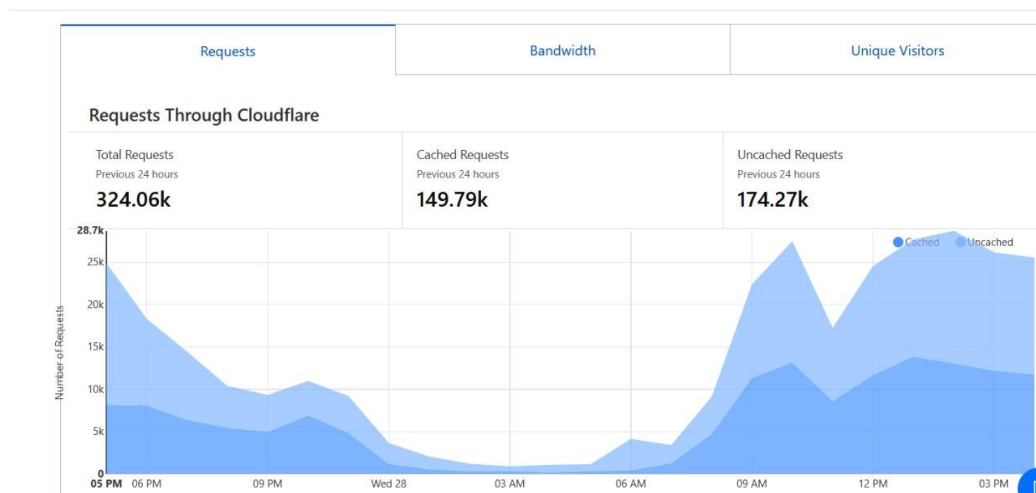 Requests
Bandwidth
Unique Visitors
Requests Through Cloudflare
Total Requests
Previous 24 hours
324.06k
Cached Requests
Previous 24 hours
149.79k
Uncached Requests
Previous 24 hours
174.27k
Cached
Uncached
Number of Requests
28.7k
25k
20k
15k
10k
5k
0
05 PM 06 PM 09 PM Wed 28 03 AM 06 AM 09 AM 12 PM 03 PM